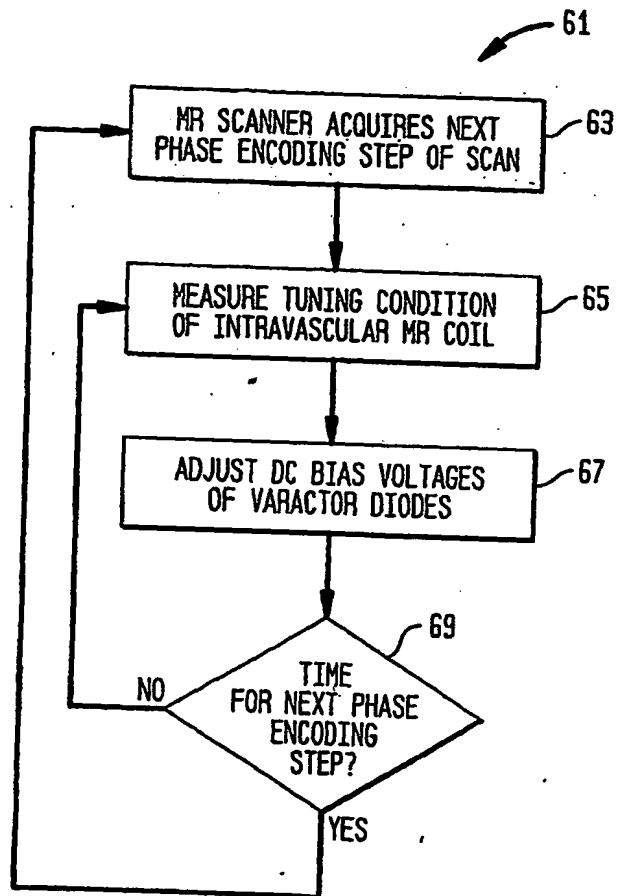 61
MR SCANNER ACQUIRES NEXT
PHASE ENCODING STEP OF SCAN
63
MEASURE TUNING CONDITION
OF INTRAVASCULAR MR COIL
65
ADJUST DC BIAS VOLTAGES
OF VARACTOR DIODES
67
69
TIME
FOR NEXT PHASE
ENCODING
STEP?
NO
YES